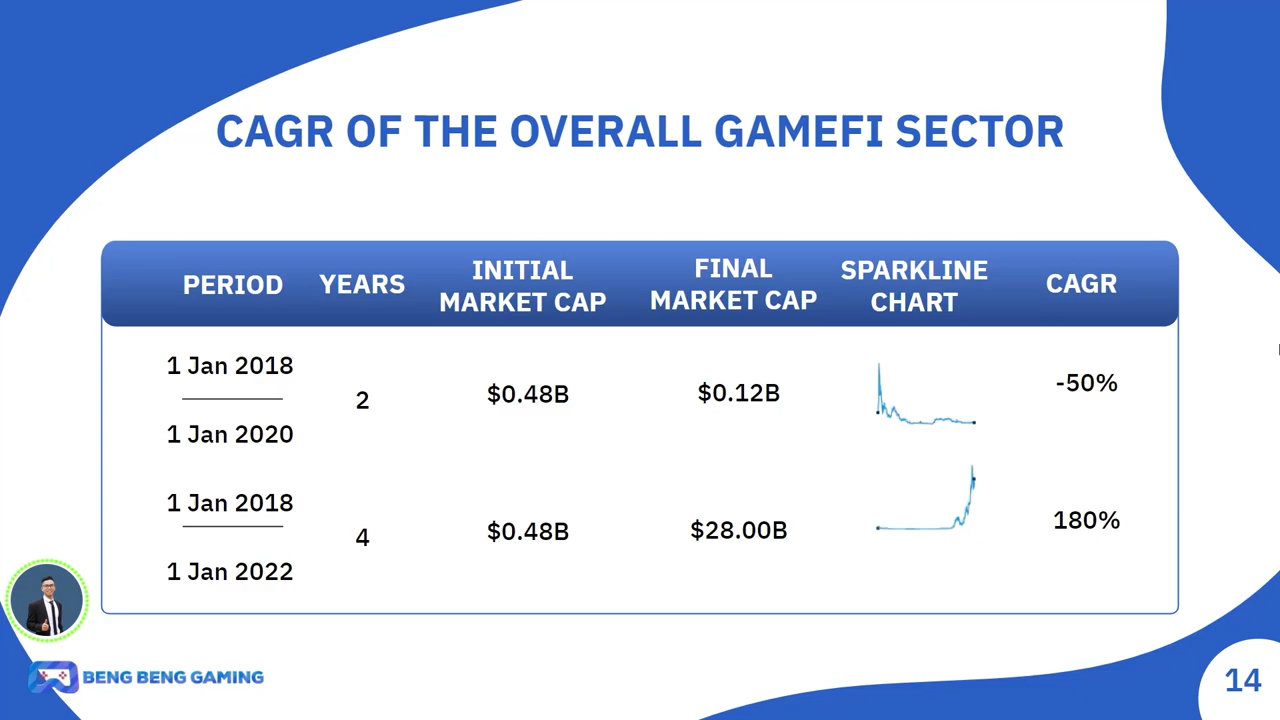 CAGR OF THE OVERALL GAMEFI SECTOR
PERIOD
YEARS
INITIAL
MARKET CAP
FINAL
MARKET CAP
SPARKLINE
CHART
CAGR
1 Jan 2018
1 Jan 2020
2
$0.48B
$0.12B
-50%
1 Jan 2018
1 Jan 2022
4
$0.48B
$28.00B
180%
BENG BENG GAMING
14